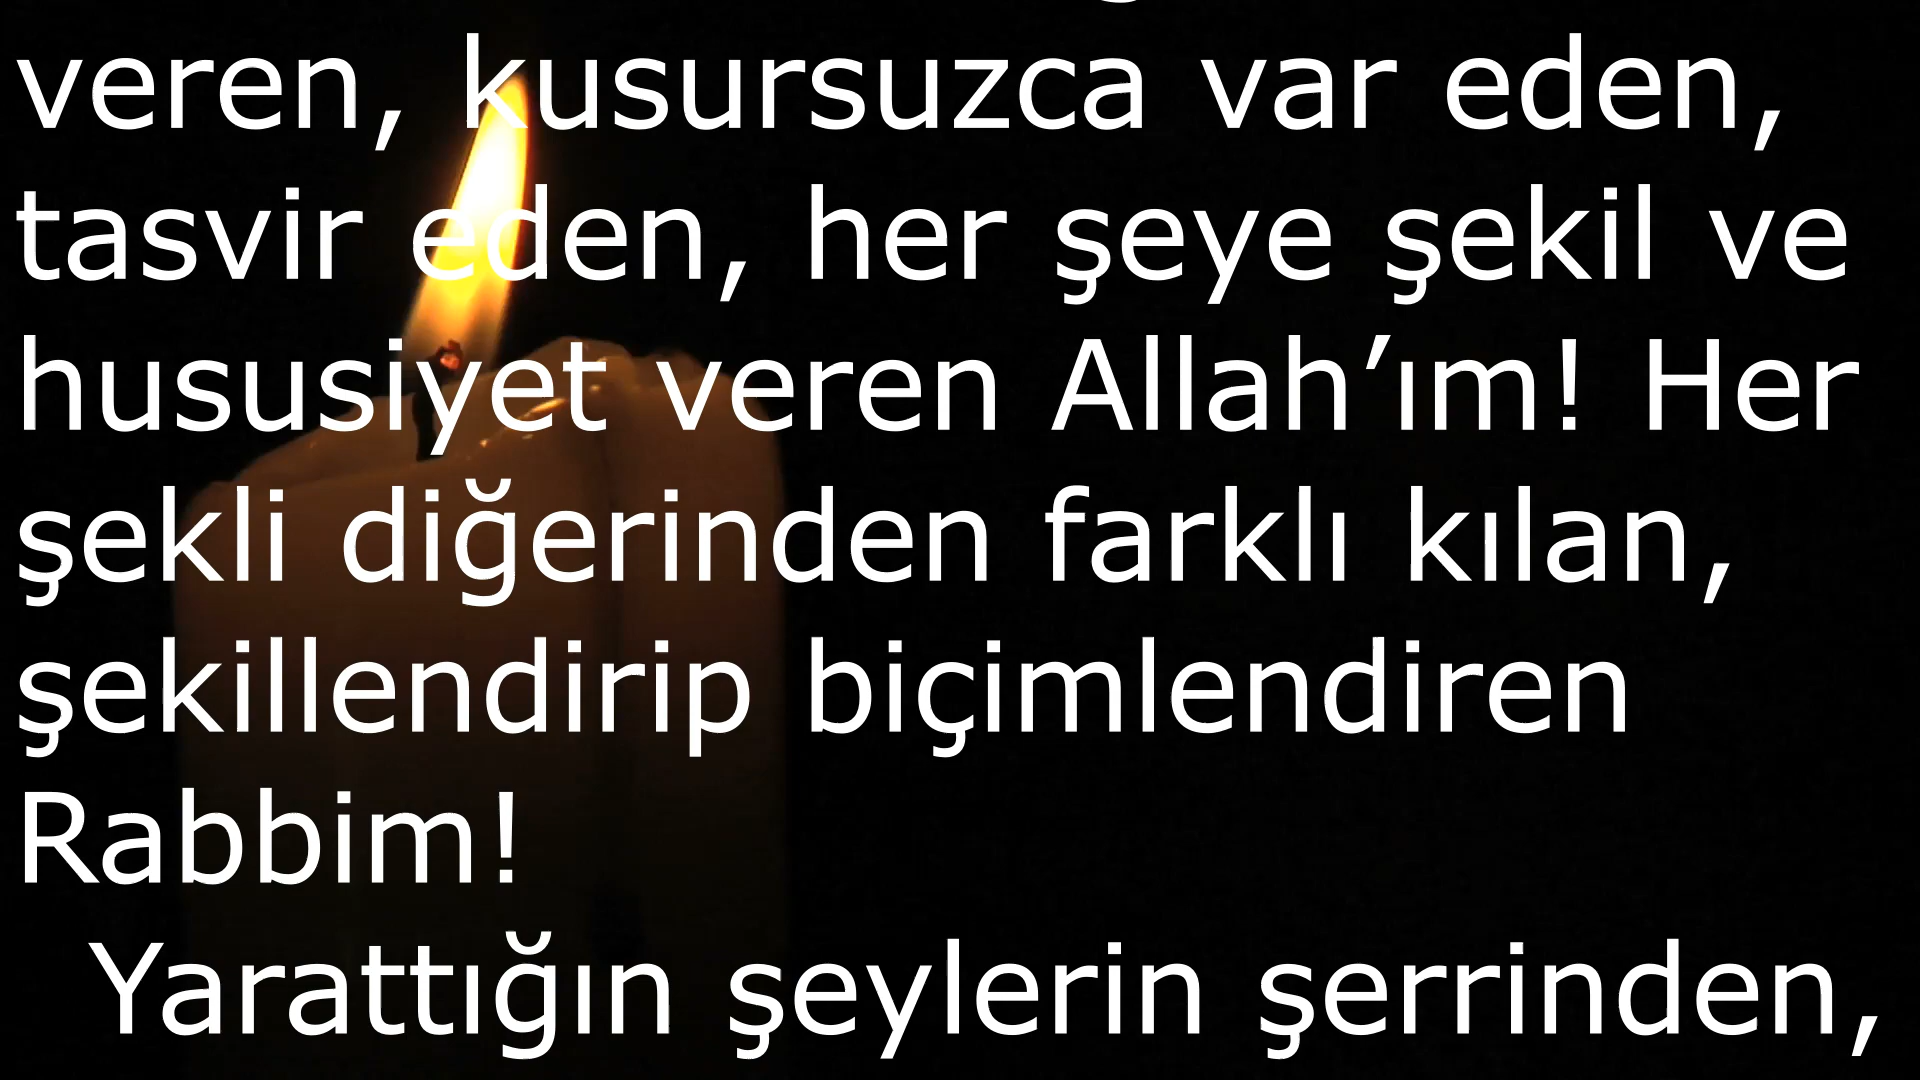 veren, kusursuzca var eden,
tasvir eden, her şeye şekil ve
hususiyet veren Allah’ım! Her
şekli diğerinden farklı kılan,
şekillendirip biçimlendiren
Rabbim!
Yarattığın şeylerin şerrinden,